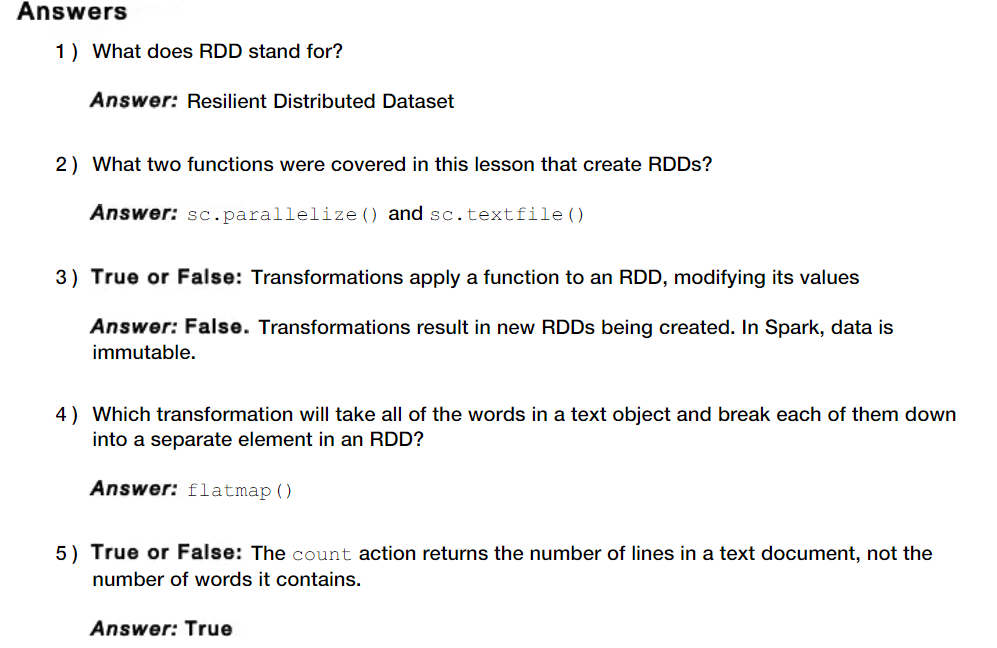 Answers
1) What does RDD stand for?
Answer: Resilient Distributed Dataset
2) What two functions were covered in this lesson that create RDDs?
Answer: sc.parallelize() and sc.textfile()
3) True or False: Transformations apply a function to an RDD, modifying its values
Answer: False. Transformations result in new RDDs being created. In Spark, data is
immutable.
4) Which transformation will take all of the words in a text object and break each of them down
into a separate element in an RDD?
Answer: flatmap()
5) True or False: The count action returns the number of lines in a text document, not the
number of words it contains.
Answer: True